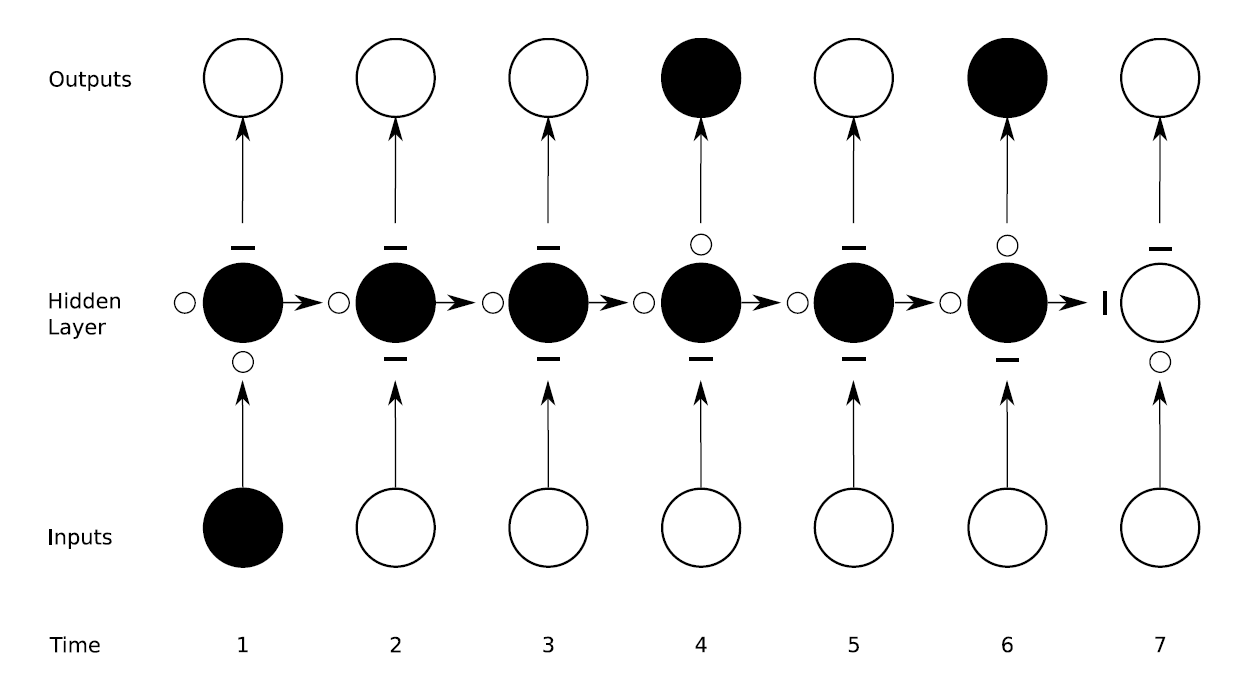 Outputs
Hidden
Layer
Inputs
Time 1 2 3 4 5 6 7